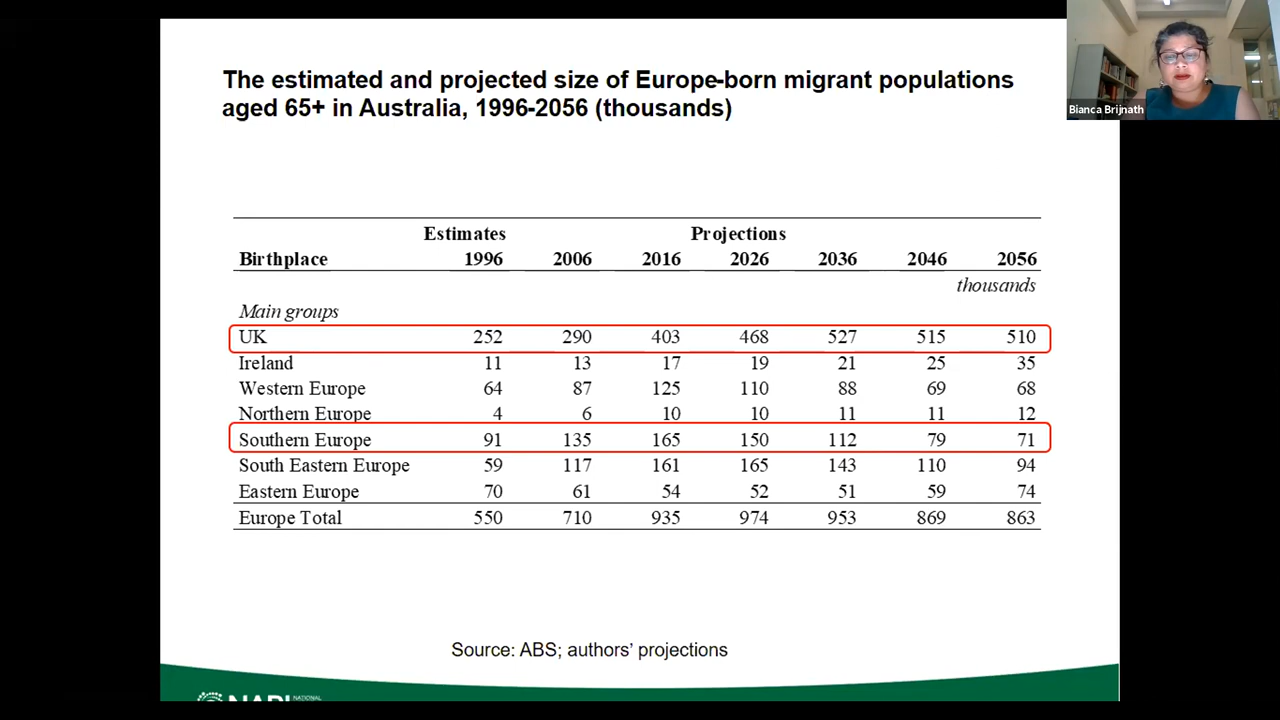 The estimated and projected size of Europe-born migrant populations
aged 65+ in Australia, 1996-2056 (thousands)
Bianca Brijnath
Estimates Projections
Birthplace 1996 2006 2016 2026 2036 2046 2056
thousands
Main groups
UK 252 290 403 468 527 515 510
Ireland 11 13 17 19 21 25 35
Western Europe 64 87 125 110 88 69 68
Northern Europe 4 6 10 10 11 11 12
Southern Europe 91 135 165 150 112 79 71
South Eastern Europe 59 117 161 165 143 110 94
Eastern Europe 70 61 54 52 51 59 74
Europe Total 550 710 935 974 953 869 863
Source: ABS; authors’ projections
NARI NATIONAL